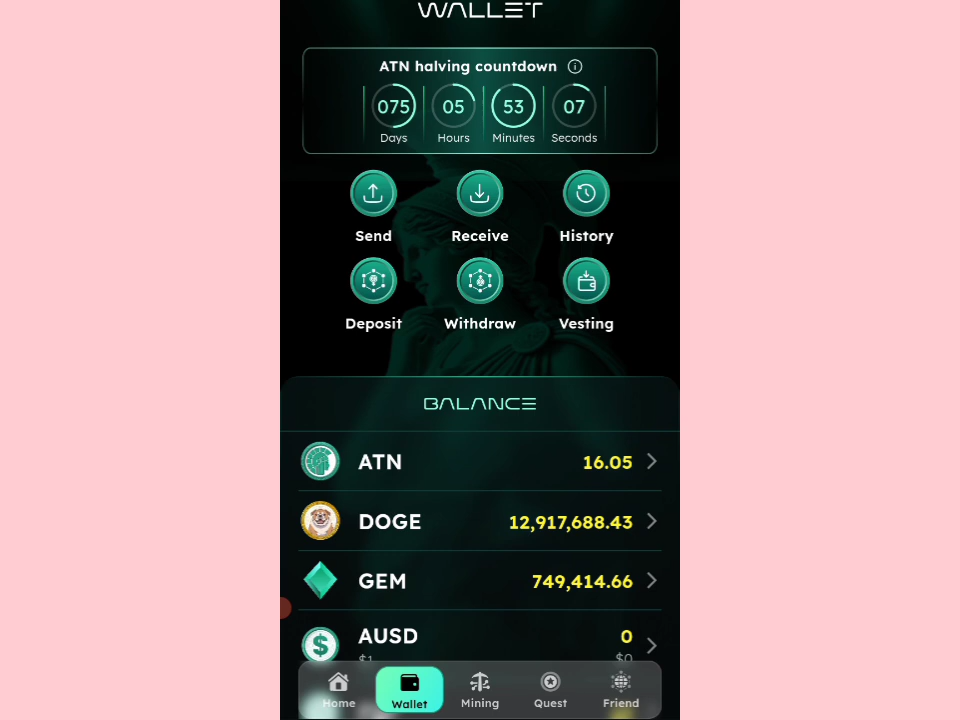 WALLET
ATN halving countdown
075 05 53 07
Days Hours Minutes Seconds
Send Receive History
Deposit Withdraw Vesting
BALANCE
ATN 16.05
DOGE 12,917,688.43
GEM 749,414.66
AUSD 0
$1 $0
Home Wallet Mining Quest Friend